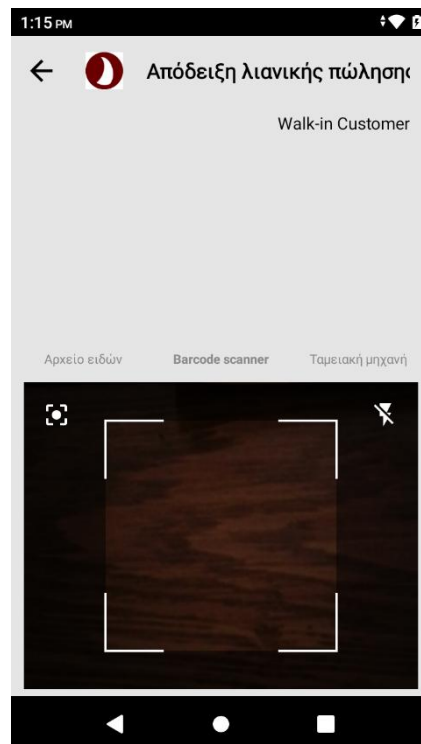 1:15 PM
Απόδειξη λιανικής πώλησης
Walk-in Customer
Αρχείο ειδών
Barcode scanner
Ταμειακή μηχανή